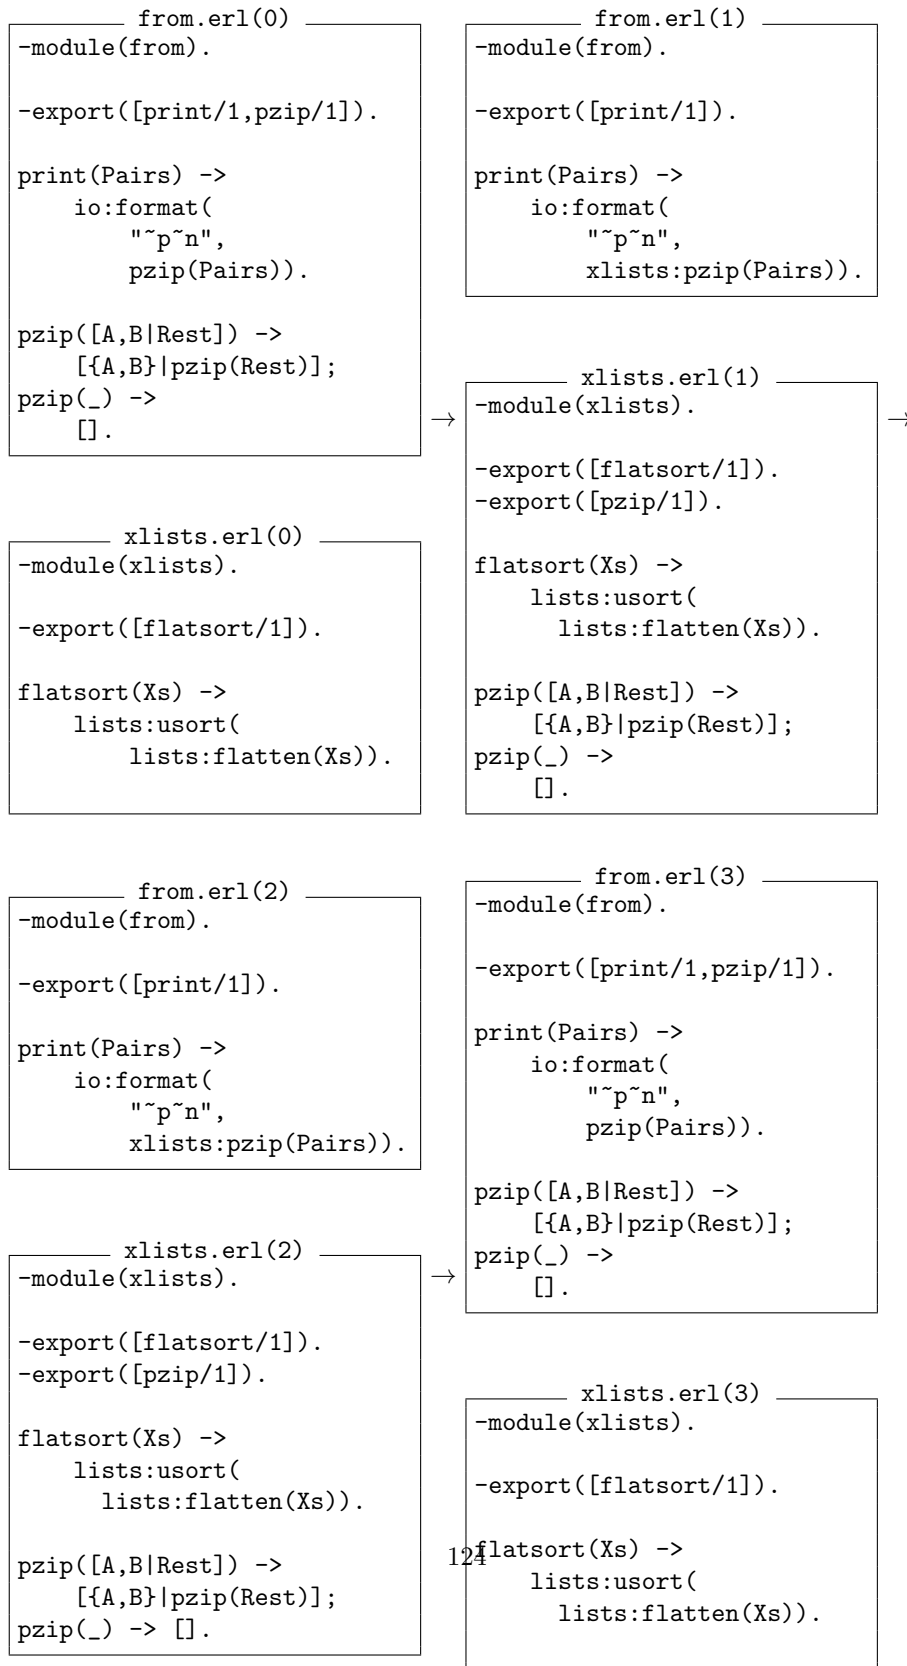 from.erl(0)
-module(from).

-export([print/1,pzip/1]).

print(Pairs) ->
    io:format(
        "~p~n",
        pzip(Pairs)).

pzip([A,B|Rest]) ->
    [{A,B}|pzip(Rest)];
pzip(_) ->
    [].

xlists.erl(0)
-module(xlists).

-export([flatsort/1]).

flatsort(Xs) ->
    lists:usort(
        lists:flatten(Xs)).

→

from.erl(1)
-module(from).

-export([print/1]).

print(Pairs) ->
    io:format(
        "~p~n",
        xlists:pzip(Pairs)).

xlists.erl(1)
-module(xlists).

-export([flatsort/1]).
-export([pzip/1]).

flatsort(Xs) ->
    lists:usort(
      lists:flatten(Xs)).

pzip([A,B|Rest]) ->
    [{A,B}|pzip(Rest)];
pzip(_) ->
    [].

→

from.erl(2)
-module(from).

-export([print/1]).

print(Pairs) ->
    io:format(
        "~p~n",
        xlists:pzip(Pairs)).

xlists.erl(2)
-module(xlists).

-export([flatsort/1]).
-export([pzip/1]).

flatsort(Xs) ->
    lists:usort(
      lists:flatten(Xs)).

pzip([A,B|Rest]) ->
    [{A,B}|pzip(Rest)];
pzip(_) -> [].

→

from.erl(3)
-module(from).

-export([print/1,pzip/1]).

print(Pairs) ->
    io:format(
        "~p~n",
        pzip(Pairs)).

pzip([A,B|Rest]) ->
    [{A,B}|pzip(Rest)];
pzip(_) ->
    [].

xlists.erl(3)
-module(xlists).

-export([flatsort/1]).

flatsort(Xs) ->
    lists:usort(
      lists:flatten(Xs)).

124